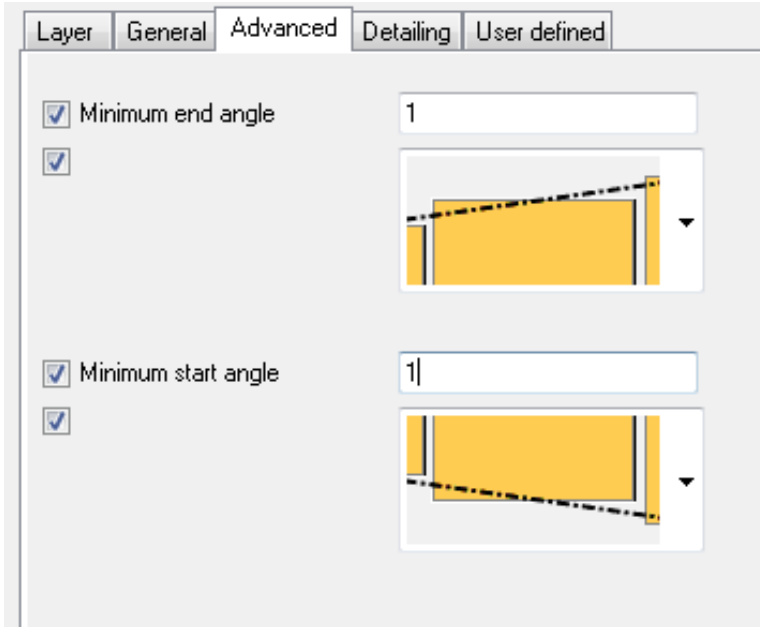 Layer General Advanced Detailing User defined
Minimum end angle 1
Minimum start angle 1